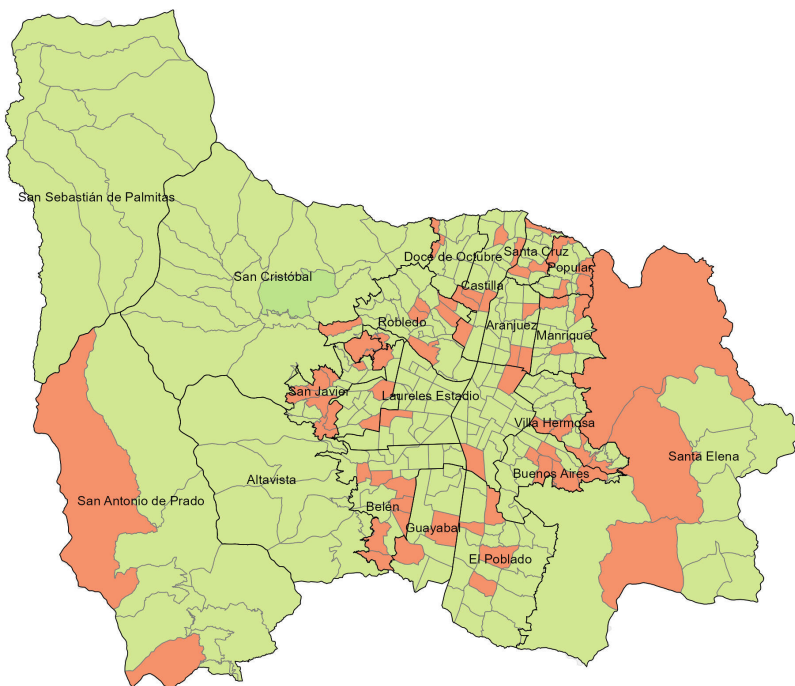 San Sebastián de Palmitas
Doce de Octubre
Santa Cruz
Popular
San Cristóbal
Castilla
Robledo
Aranjuez
Manrique
San Javier
Laureles Estadio
Villa Hermosa
Santa Elena
Buenos Aires
Altavista
San Antonio de Prado
Belén
Guayabal
El Poblado